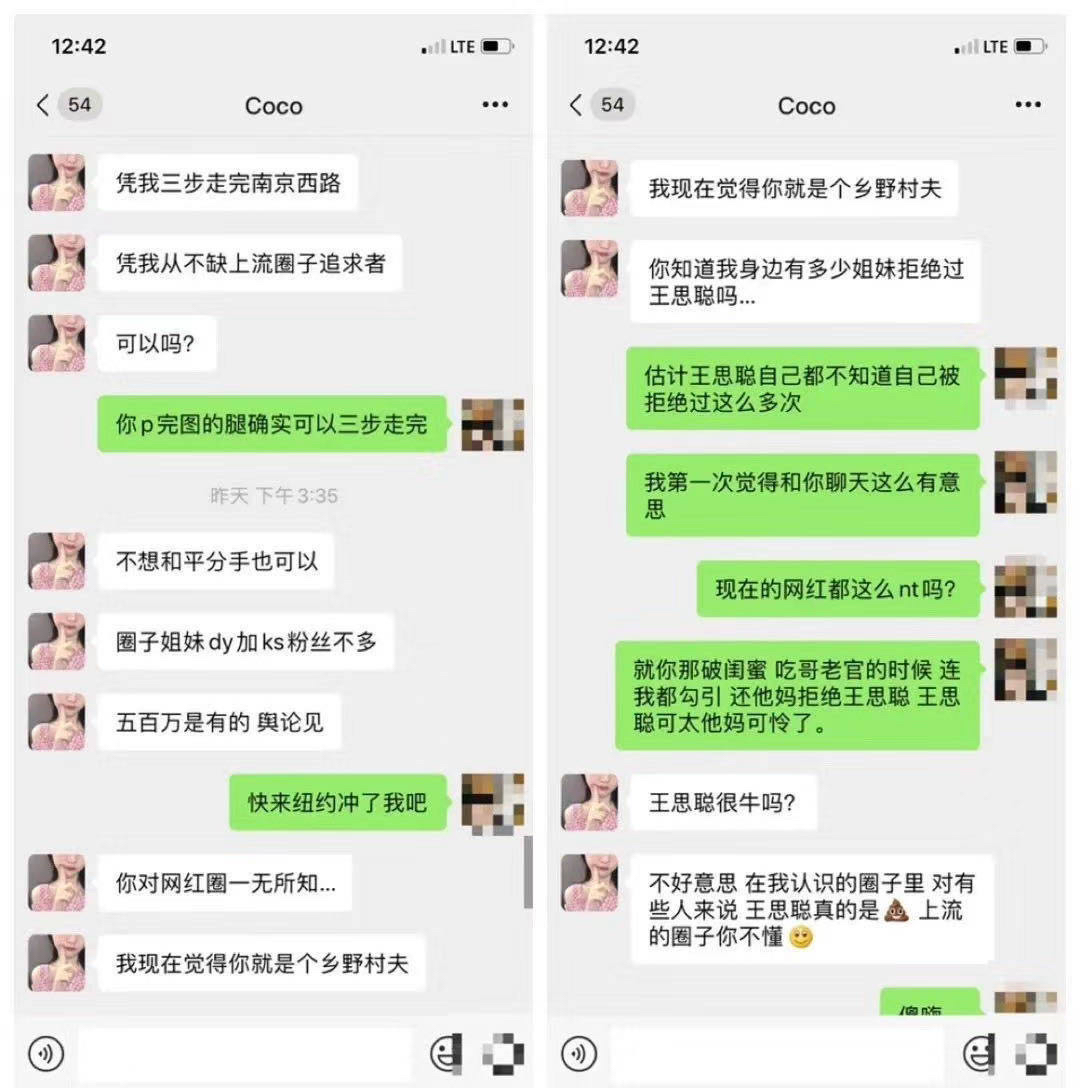 12:42
LTE
54
Coco
凭我三步走完南京西路
凭我从不缺上流圈子追求者
可以吗?
你p完图的腿确实可以三步走完
昨天 下午3:35
不想和平分手也可以
圈子姐妹dy加ks粉丝不多
五百万是有的 舆论见
快来纽约冲了我吧
你对网红圈一无所知...
我现在觉得你就是个乡野村夫
12:42
LTE
54
Coco
我现在觉得你就是个乡野村夫
你知道我身边有多少姐妹拒绝过
王思聪吗...
估计王思聪自己都不知道自己被
拒绝过这么多次
我第一次觉得和你聊天这么有意
思
现在的网红都这么nt吗?
就你那破闺蜜 吃哥老官的时候 连
我都勾引 还他妈拒绝王思聪 王思
聪可太他妈可怜了。
王思聪很牛吗?
不好意思 在我认识的圈子里 对有
些人来说 王思聪真的是💩 上流
的圈子你不懂🙂